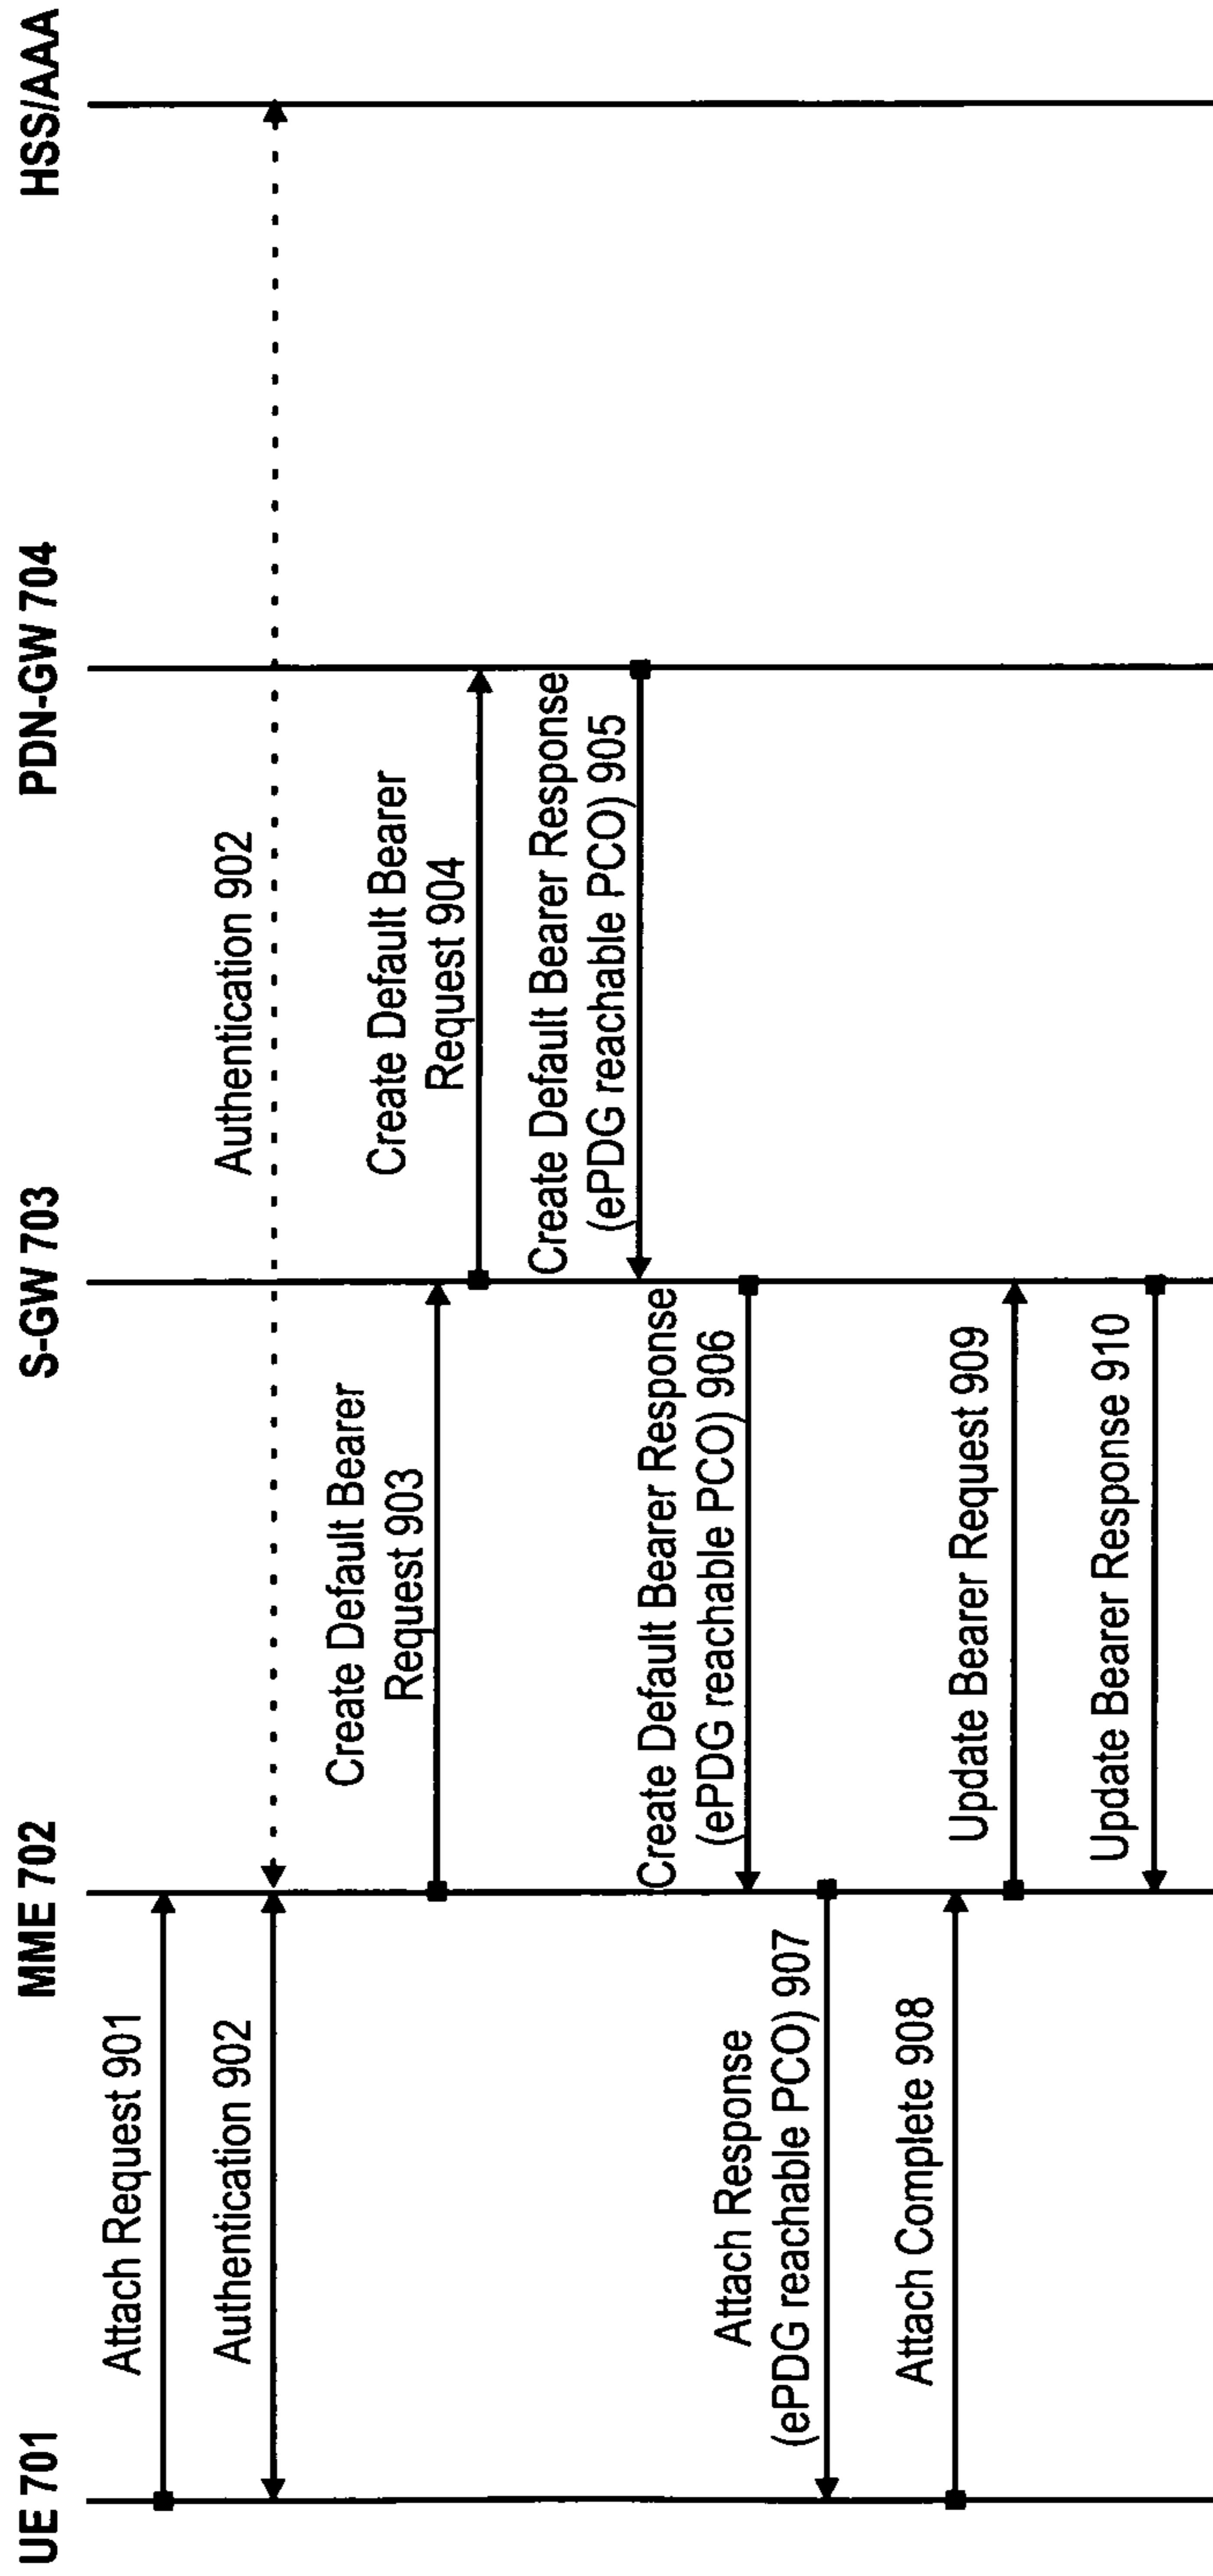 UE 701
MME 702
S-GW 703
PDN-GW 704
HSS/AAA
Attach Request 901
Authentication 902
Authentication 902
Create Default Bearer
Request 903
Create Default Bearer
Request 904
Create Default Bearer Response
(ePDG reachable PCO) 905
Create Default Bearer Response
(ePDG reachable PCO) 906
Attach Response
(ePDG reachable PCO) 907
Attach Complete 908
Update Bearer Request 909
Update Bearer Response 910